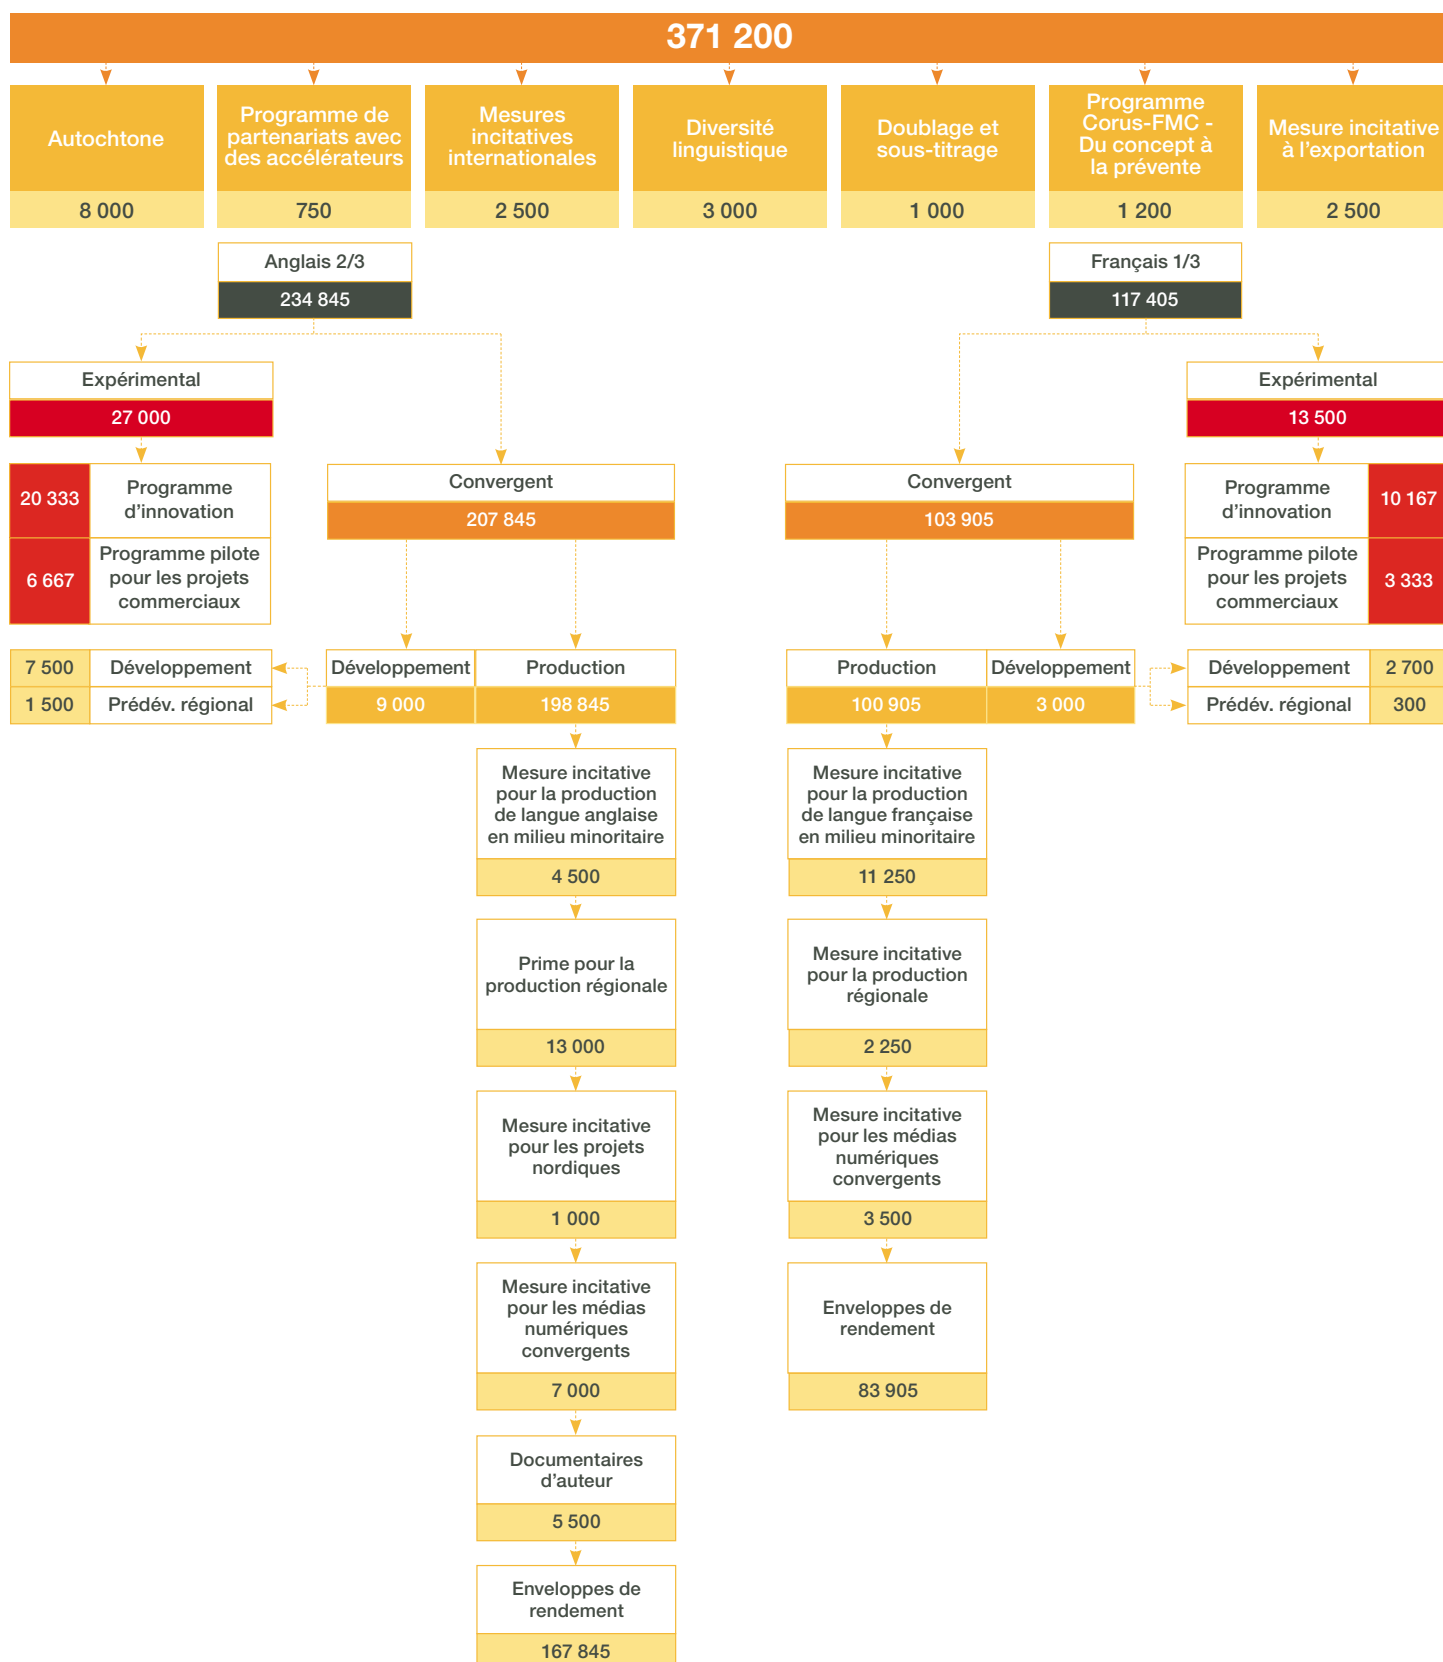 371 200
Autochtone
8 000
Programme de
partenariats avec
des accélérateurs
750
Mesures
incitatives
internationales
2 500
Diversité
linguistique
3 000
Doublage et
sous-titrage
1 000
Programme
Corus-FMC -
Du concept à
la prévente
1 200
Mesure incitative
à l’exportation
2 500
Anglais 2/3
234 845
Français 1/3
117 405
Expérimental
27 000
20 333
Programme
d’innovation
6 667
Programme pilote
pour les projets
commerciaux
Convergent
207 845
Convergent
103 905
Expérimental
13 500
Programme
d’innovation
10 167
Programme pilote
pour les projets
commerciaux
3 333
7 500
Développement
1 500
Prédév. régional
Développement
9 000
Production
198 845
Production
100 905
Développement
3 000
Développement
2 700
Prédév. régional
300
Mesure incitative
pour la production
de langue anglaise
en milieu minoritaire
4 500
Prime pour la
production régionale
13 000
Mesure incitative
pour les projets
nordiques
1 000
Mesure incitative
pour les médias
numériques
convergents
7 000
Documentaires
d’auteur
5 500
Enveloppes de
rendement
167 845
Mesure incitative
pour la production
de langue française
en milieu minoritaire
11 250
Mesure incitative
pour la production
régionale
2 250
Mesure incitative
pour les médias
numériques
convergents
3 500
Enveloppes de
rendement
83 905